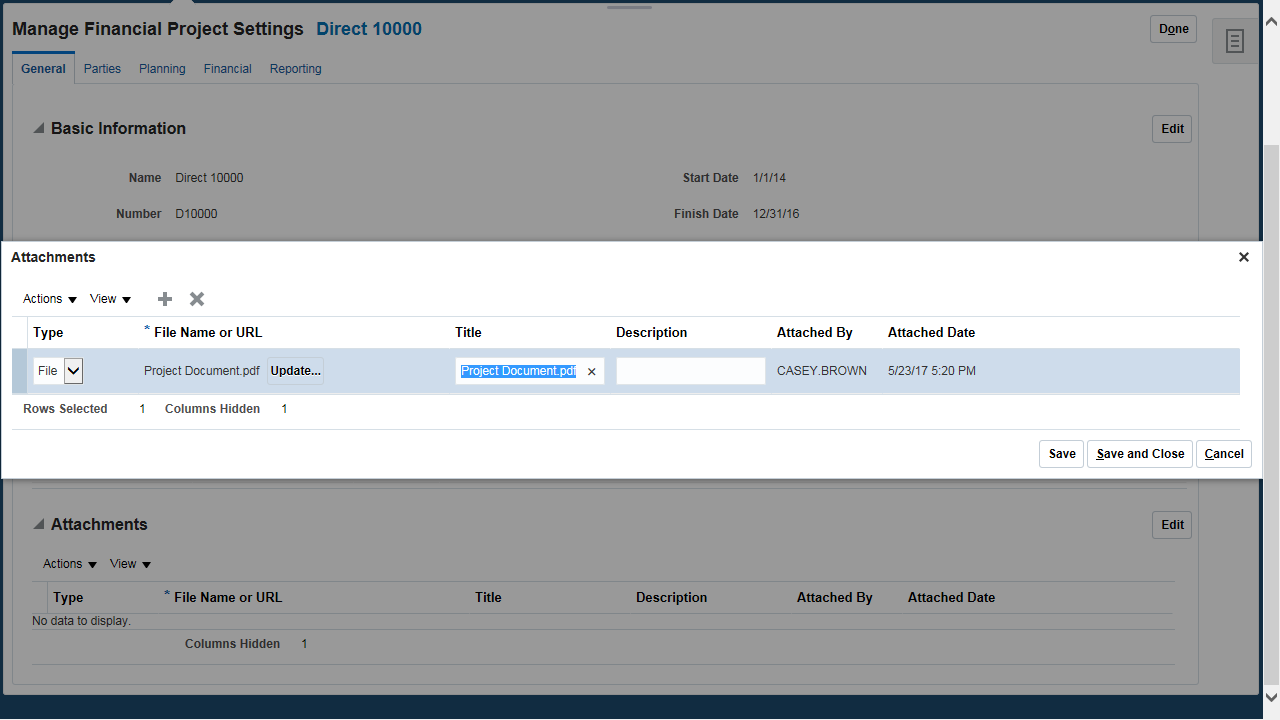 Manage Financial Project Settings Direct 10000 Done
General Parties Planning Financial Reporting
Basic Information Edit
Name Direct 10000 Start Date 1/1/14
Number D10000 Finish Date 12/31/16
Attachments
Actions View
Type * File Name or URL Title Description Attached By Attached Date
File Project Document.pdf Update... Project Document.pdf CASEY.BROWN 5/23/17 5:20 PM
Rows Selected 1 Columns Hidden 1
Save Save and Close Cancel
Attachments Edit
Actions View
Type * File Name or URL Title Description Attached By Attached Date
No data to display.
Columns Hidden 1